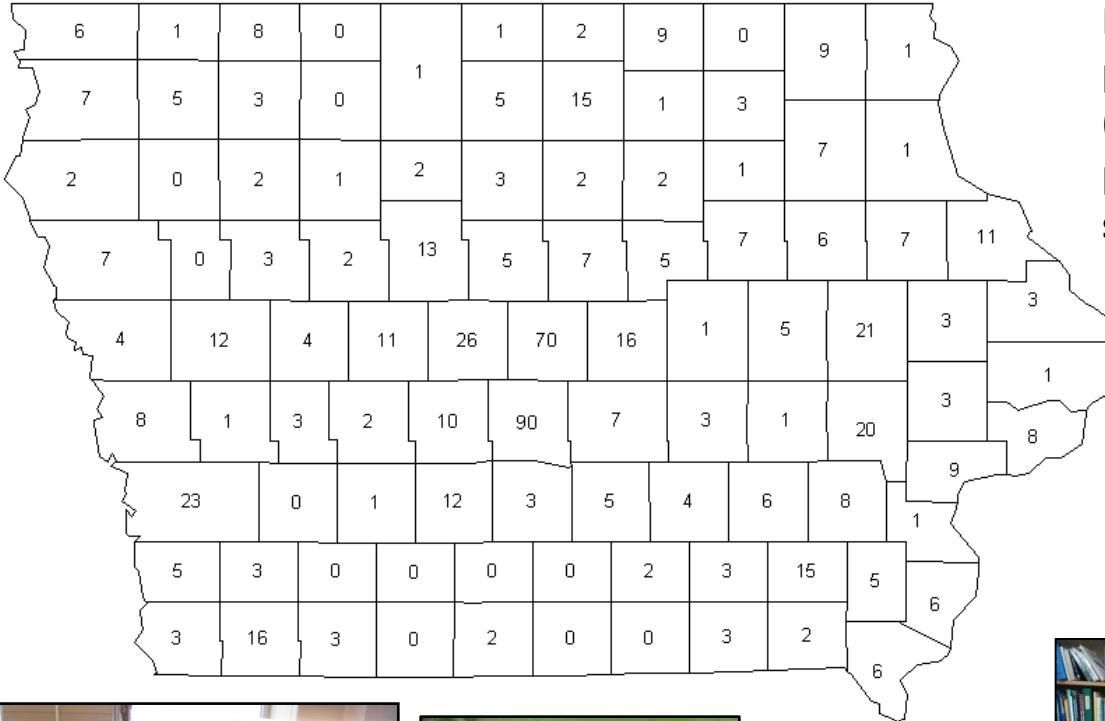 6 1 8 0 1 2 9 0 9 1
1
7 5 3 0 5 15 1 3
7 1
2 0 2 1 2 3 2 2 1
7 0 3 2 13 5 7 5 7 6 7 11
3
4 12 4 11 26 70 16 1 5 21 3
1
8 1 3 2 10 90 7 3 1 20 3
8
9
23 0 1 12 3 5 4 6 8 1
5 3 0 0 0 0 2 3 15 5
6
3 16 3 0 2 0 0 3 2
6